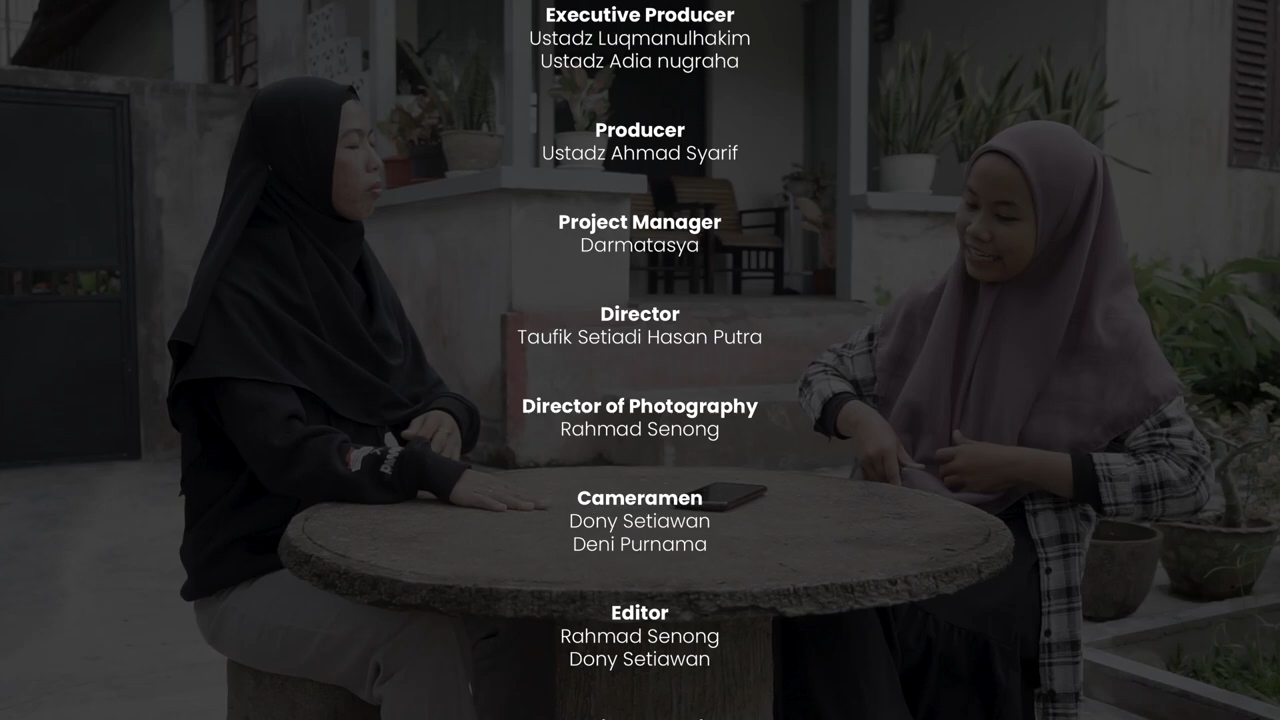 Executive Producer
Ustadz Luqmanulhakim
Ustadz Adia nugraha
Producer
Ustadz Ahmad Syarif
Project Manager
Darmatasya
Director
Taufik Setiadi Hasan Putra
Director of Photography
Rahmad Senong
Cameramen
Dony Setiawan
Deni Purnama
Editor
Rahmad Senong
Dony Setiawan